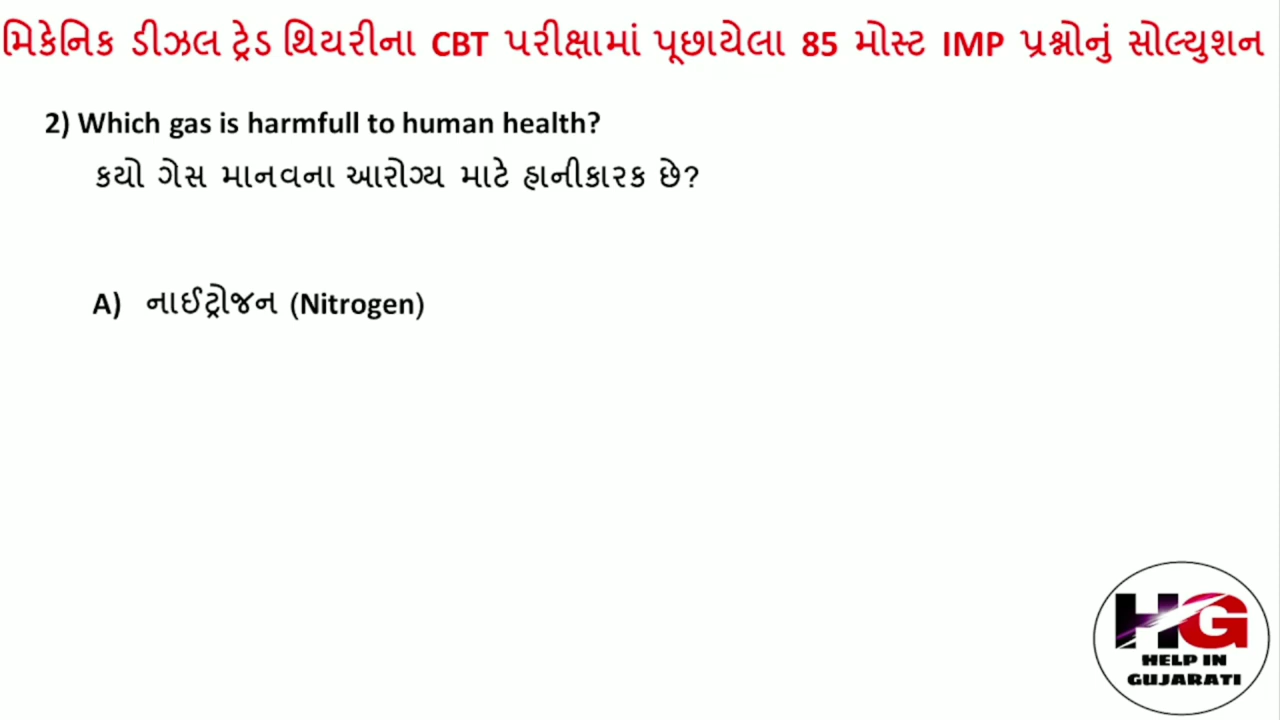 મિકેનિક ડીઝલ ટ્રેડ થિયરીના CBT પરીક્ષામાં પૂછાયેલા 85 મોસ્ટ IMP પ્રશ્નોનું સોલ્યુશન
2) Which gas is harmfull to human health?
કયો ગેસ માનવના આરોગ્ય માટે હાનીકારક છે?
A) નાઈટ્રોજન (Nitrogen)
HG
HELP IN
GUJARATI